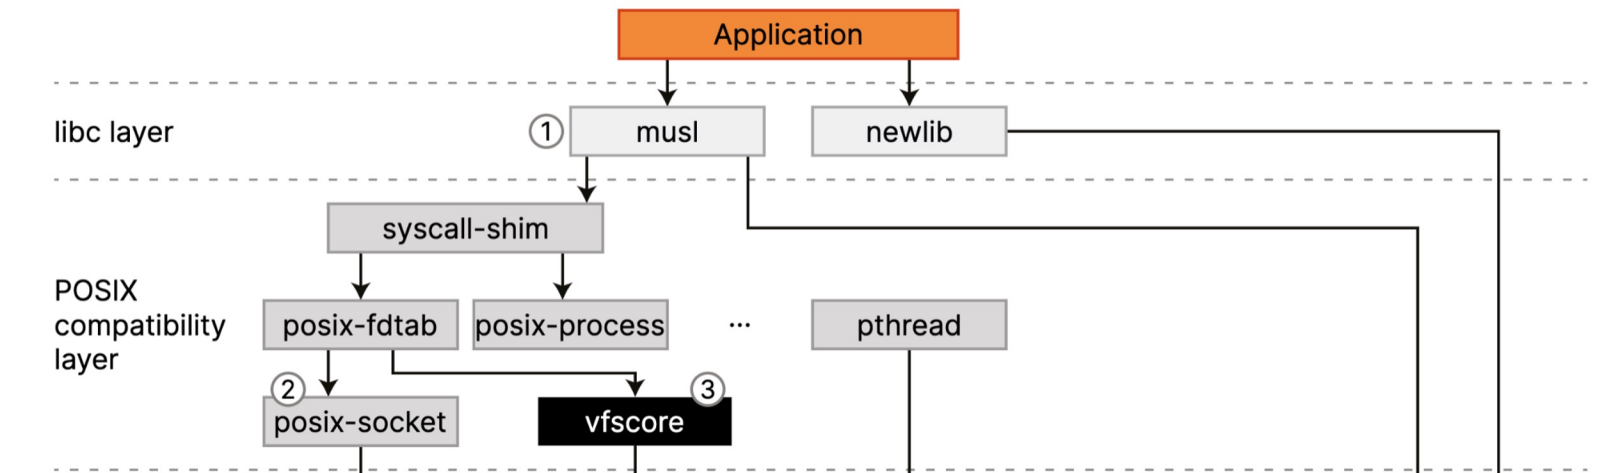 Application
libc layer
1
musl
newlib
syscall-shim
POSIX
compatibility
layer
posix-fdtab
posix-process
...
pthread
2
posix-socket
3
vfscore